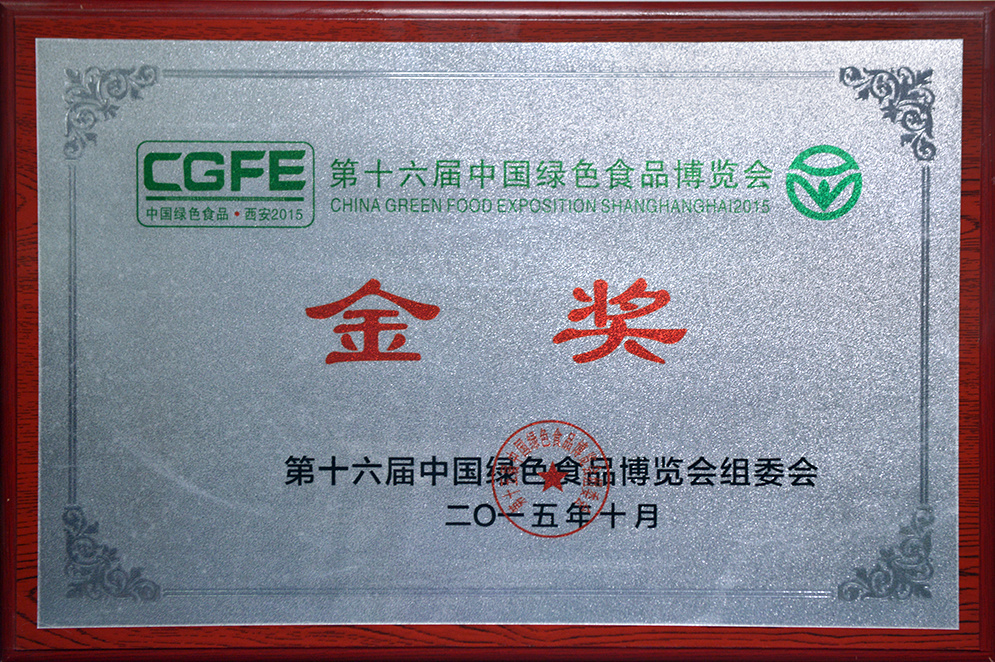 CGFE
中国绿色食品·西安2015
第十六届中国绿色食品博览会
CHINA GREEN FOOD EXPOSITION SHANGHANGHAI2015
金奖
第十六届中国绿色食品博览会组委会
二〇一五年十月